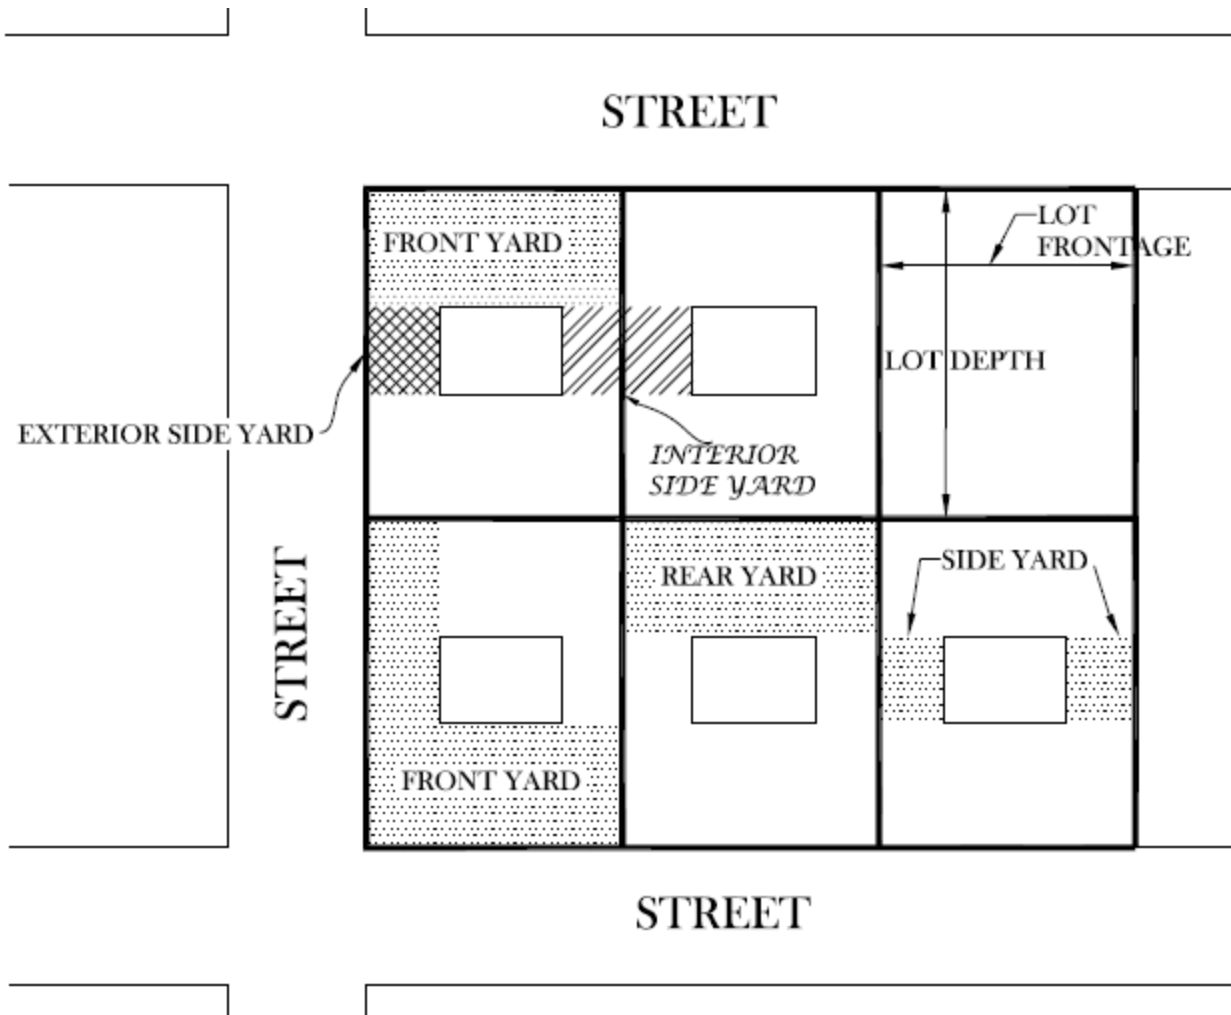 STREET
FRONT YARD
LOT
FRONTAGE
LOT DEPTH
EXTERIOR SIDE YARD
INTERIOR
SIDE YARD
STREET
REAR YARD
SIDE YARD
FRONT YARD
STREET